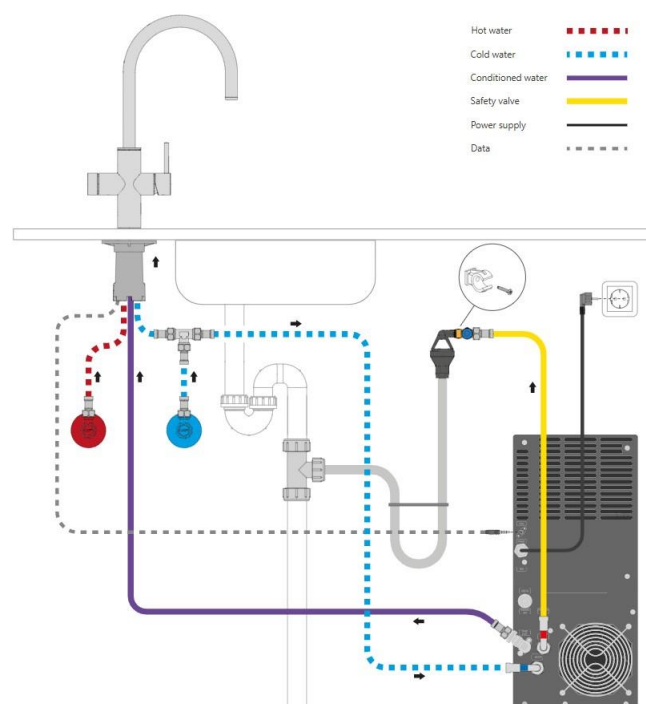 Hot water
Cold water
Conditioned water
Safety valve
Power supply
Data